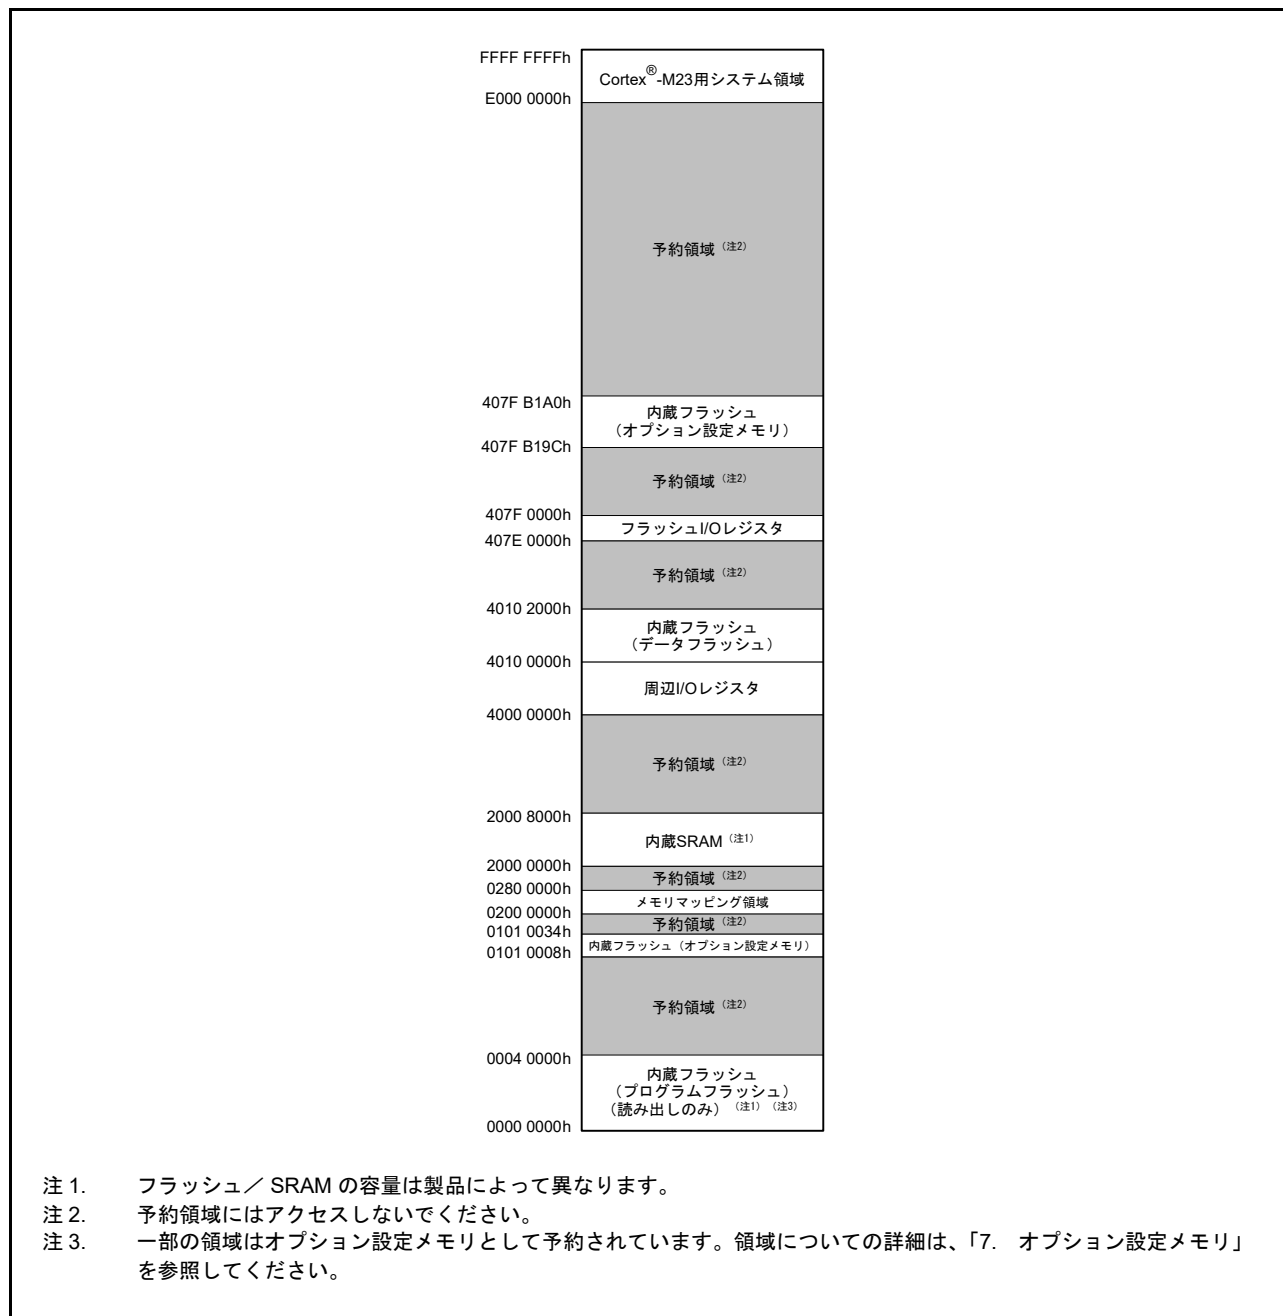 FFFF FFFFh
Cortex®-M23用システム領域
E000 0000h
予約領域（注2）
407F B1A0h
内蔵フラッシュ
（オプション設定メモリ）
407F B19Ch
予約領域（注2）
407F 0000h
フラッシュI/Oレジスタ
407E 0000h
予約領域（注2）
4010 2000h
内蔵フラッシュ
（データフラッシュ）
4010 0000h
周辺I/Oレジスタ
4000 0000h
予約領域（注2）
2000 8000h
内蔵SRAM（注1）
2000 0000h
予約領域（注2）
0280 0000h
メモリマッピング領域
0200 0000h
予約領域（注2）
0101 0034h
内蔵フラッシュ（オプション設定メモリ）
0101 0008h
予約領域（注2）
0004 0000h
内蔵フラッシュ
（プログラムフラッシュ）
（読み出しのみ）（注1）（注3）
0000 0000h
注 1. フラッシュ／ SRAM の容量は製品によって異なります。
注 2. 予約領域にはアクセスしないでください。
注 3. 一部の領域はオプション設定メモリとして予約されています。領域についての詳細は、「7. オプション設定メモリ」
を参照してください。